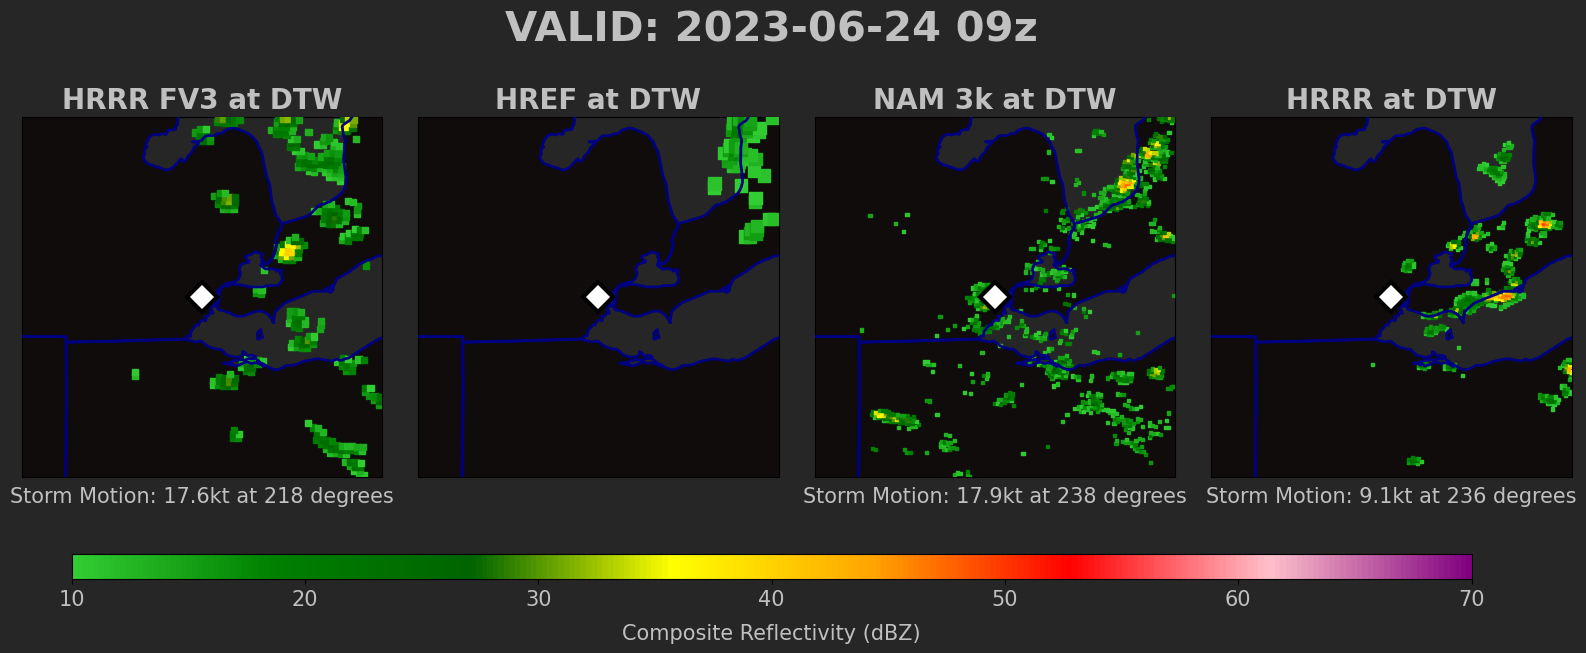 VALID: 2023-06-24 09z
HRRR FV3 at DTW
HREF at DTW
NAM 3k at DTW
HRRR at DTW
Storm Motion: 17.6kt at 218 degrees
Storm Motion: 17.9kt at 238 degrees
Storm Motion: 9.1kt at 236 degrees
10 20 30 40 50 60 70
Composite Reflectivity (dBZ)